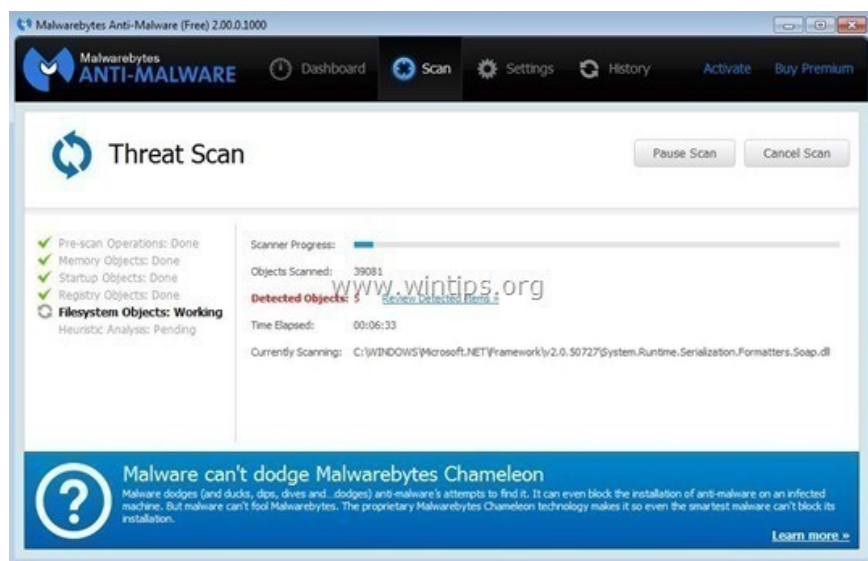 Malwarebytes Anti-Malware (Free) 2.00.0.1000
Malwarebytes
ANTI-MALWARE
Dashboard
Scan
Settings
History
Activate
Buy Premium
Threat Scan
Pause Scan
Cancel Scan
Pre-scan Operations: Done
Memory Objects: Done
Startup Objects: Done
Registry Objects: Done
Filesystem Objects: Working
Heuristic Analysis: Pending
Scanner Progress:
Objects Scanned: 39081
www.wintips.org
Detected Objects: 5 Review Detected Items »
Time Elapsed: 00:06:33
Currently Scanning: C:\WINDOWS\Microsoft.NET\Framework\v2.0.50727\System.Runtime.Serialization.Formatters.Soap.dll
Malware can't dodge Malwarebytes Chameleon
Malware dodges (and ducks, dips, dives and...dodges) anti-malware's attempts to find it. It can even block the installation of anti-malware on an infected
machine. But malware can't fool Malwarebytes. The proprietary Malwarebytes Chameleon technology makes it so even the smartest malware can't block its
installation.
Learn more »